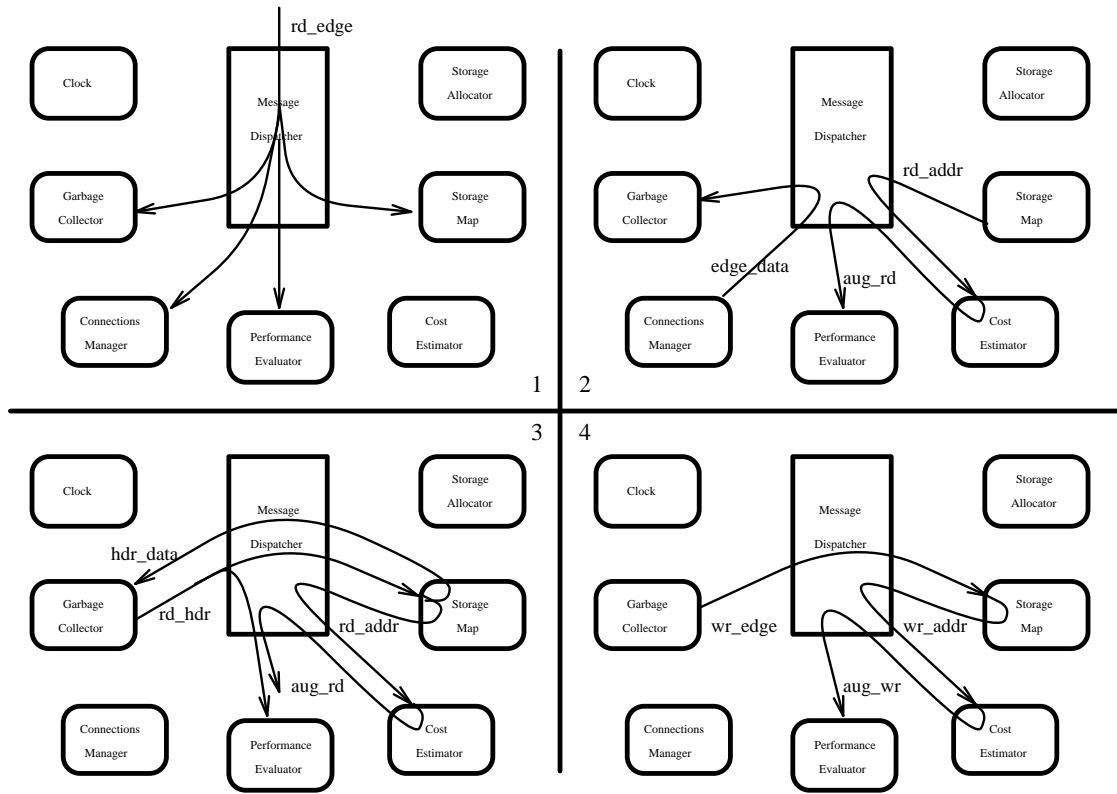 rd_edge
Clock
Message
Dispatcher
Storage
Allocator
Garbage
Collector
Storage
Map
Connections
Manager
Performance
Evaluator
Cost
Estimator
1
Clock
Message
Dispatcher
Storage
Allocator
Garbage
Collector
rd_addr
Storage
Map
edge_data
aug_rd
Connections
Manager
Performance
Evaluator
Cost
Estimator
2
3
Clock
Message
Dispatcher
Storage
Allocator
hdr_data
Garbage
Collector
rd_hdr
rd_addr
Storage
Map
aug_rd
Connections
Manager
Performance
Evaluator
Cost
Estimator
4
Clock
Message
Dispatcher
Storage
Allocator
Garbage
Collector
wr_edge
wr_addr
Storage
Map
aug_wr
Connections
Manager
Performance
Evaluator
Cost
Estimator